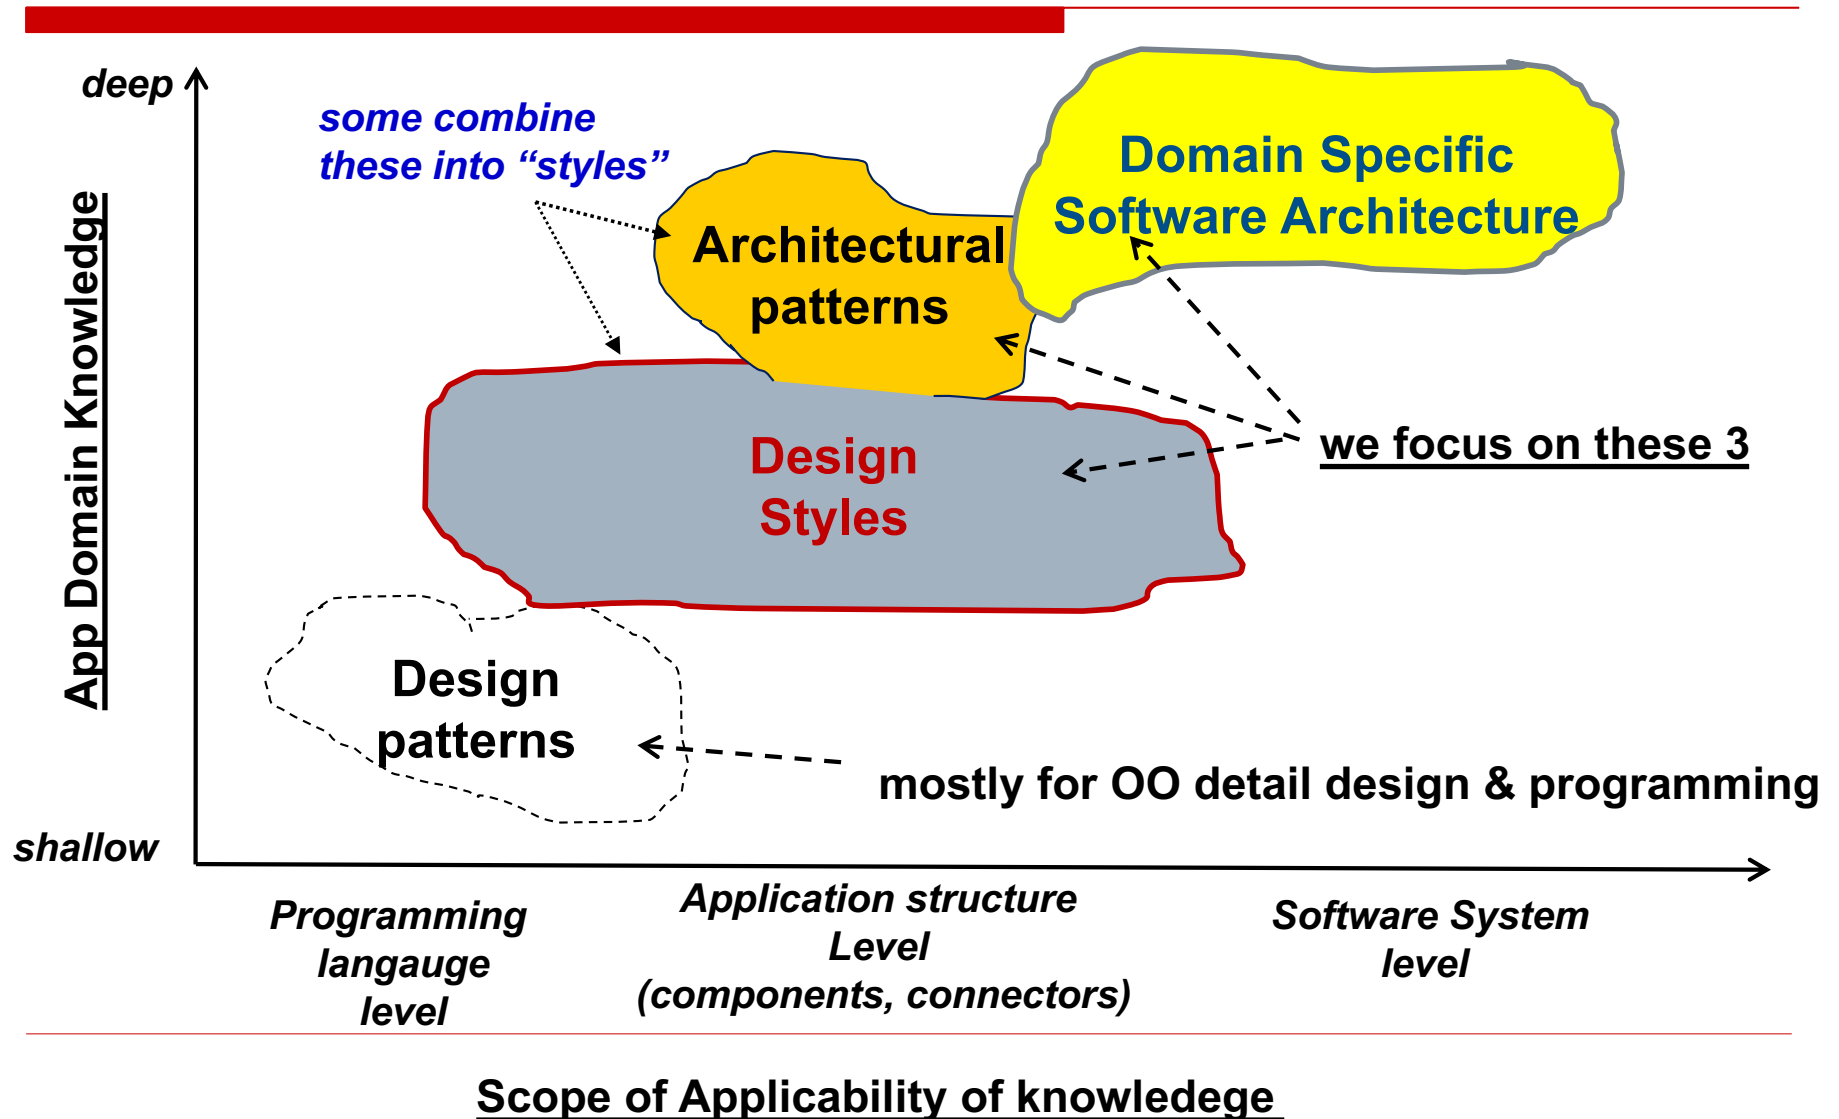 deep
some combine
these into “styles”
Domain Specific
Software Architecture
Architectural
patterns
App Domain Knowledge
Design
Styles
we focus on these 3
Design
patterns
mostly for OO detail design & programming
shallow
Programming
langauge
level
Application structure
Level
(components, connectors)
Software System
level
Scope of Applicability of knowledege